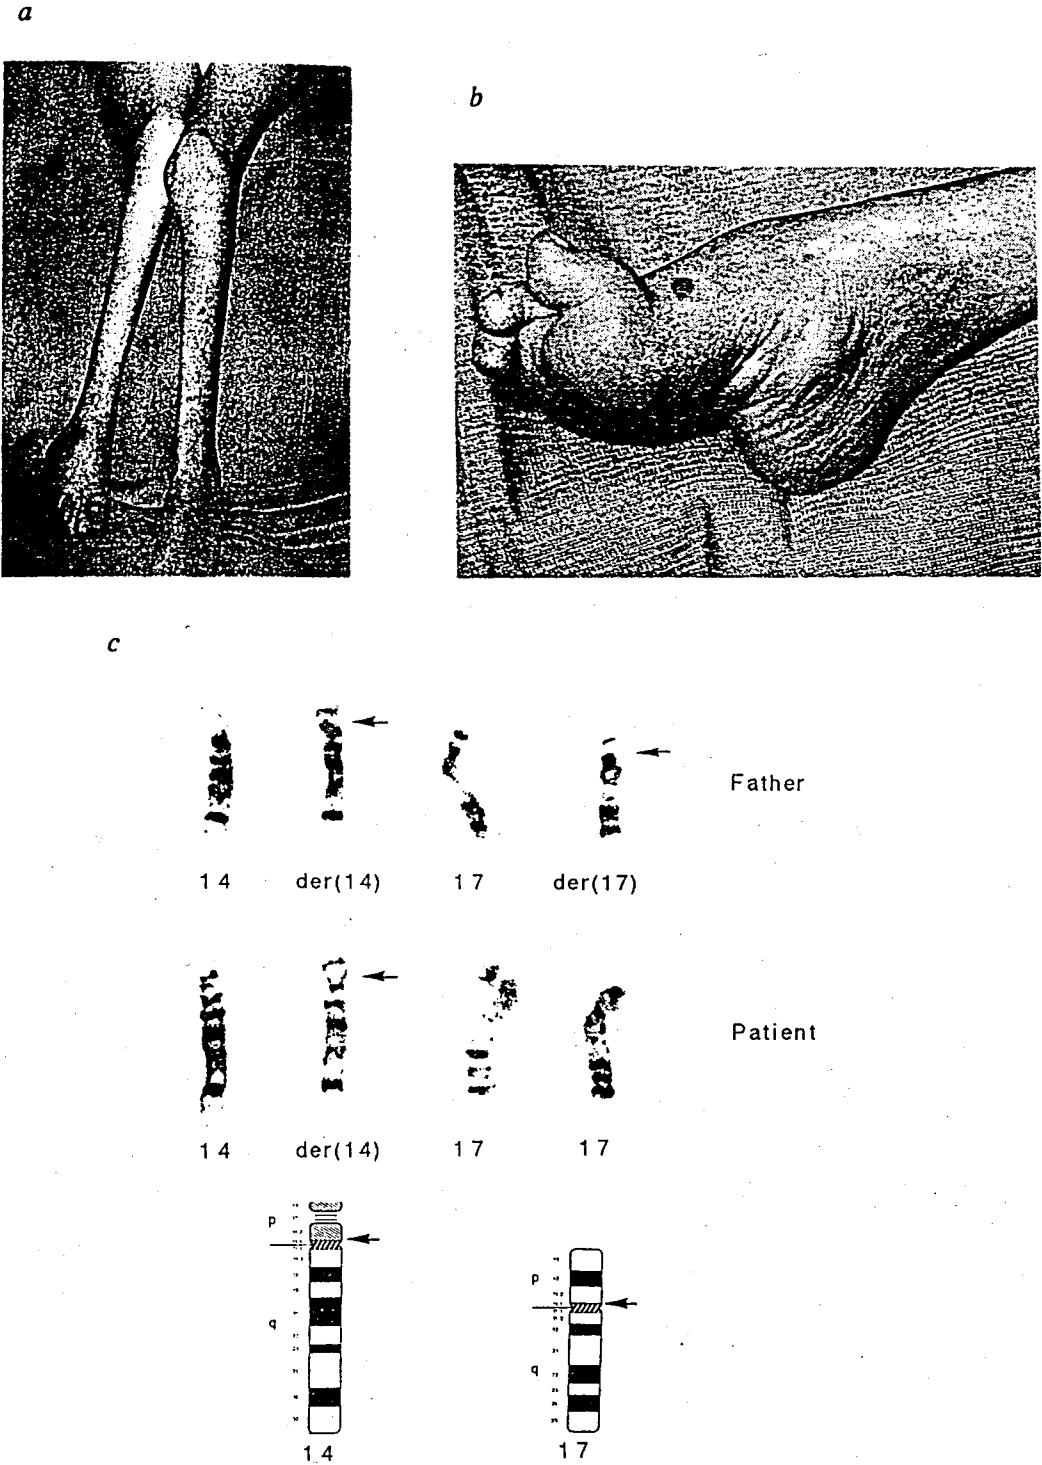 a
b
c
Father
14 der(14) 17 der(17)
Patient
14 der(14) 17 17
p
q
14
p
q
17